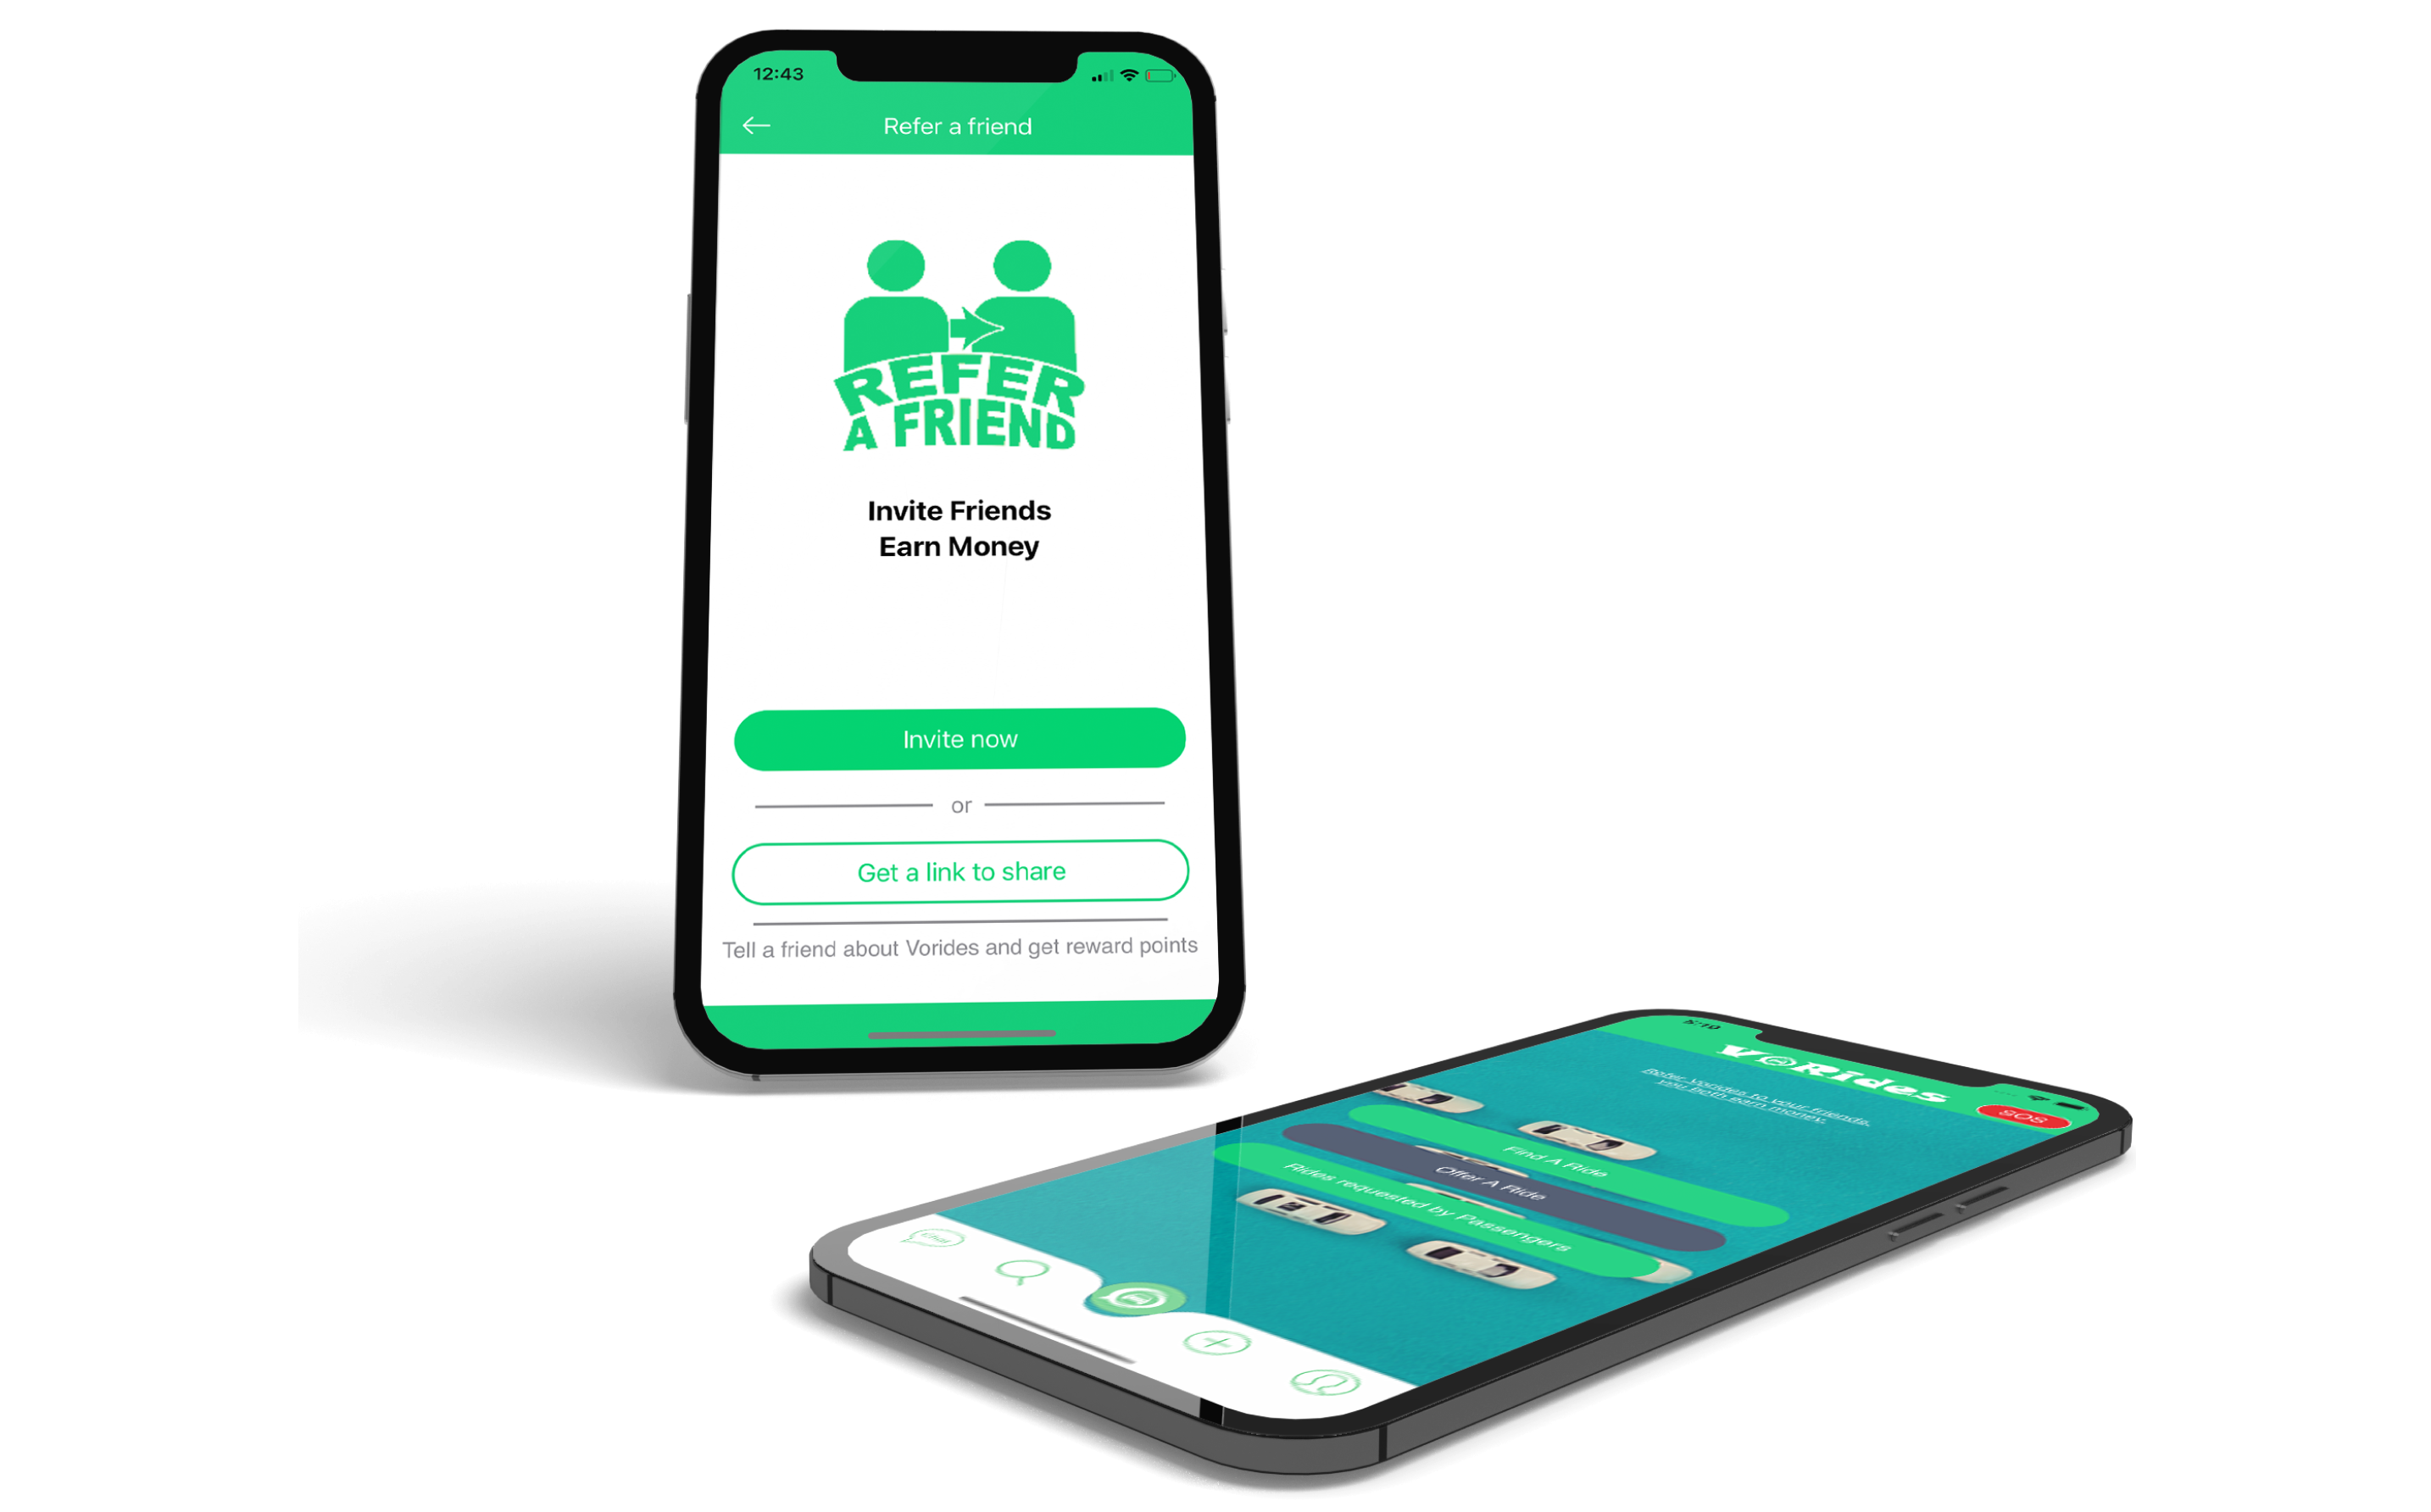 12:43
Refer a friend
REFER
A FRIEND
Invite Friends
Earn Money
Invite now
or
Get a link to share
Tell a friend about Vorides and get reward points
V@Rides
SOS
Refer Vorides to your friends,
you both earn money.
Find A Ride
Offer A Ride
Rides requested by Passengers
Chat